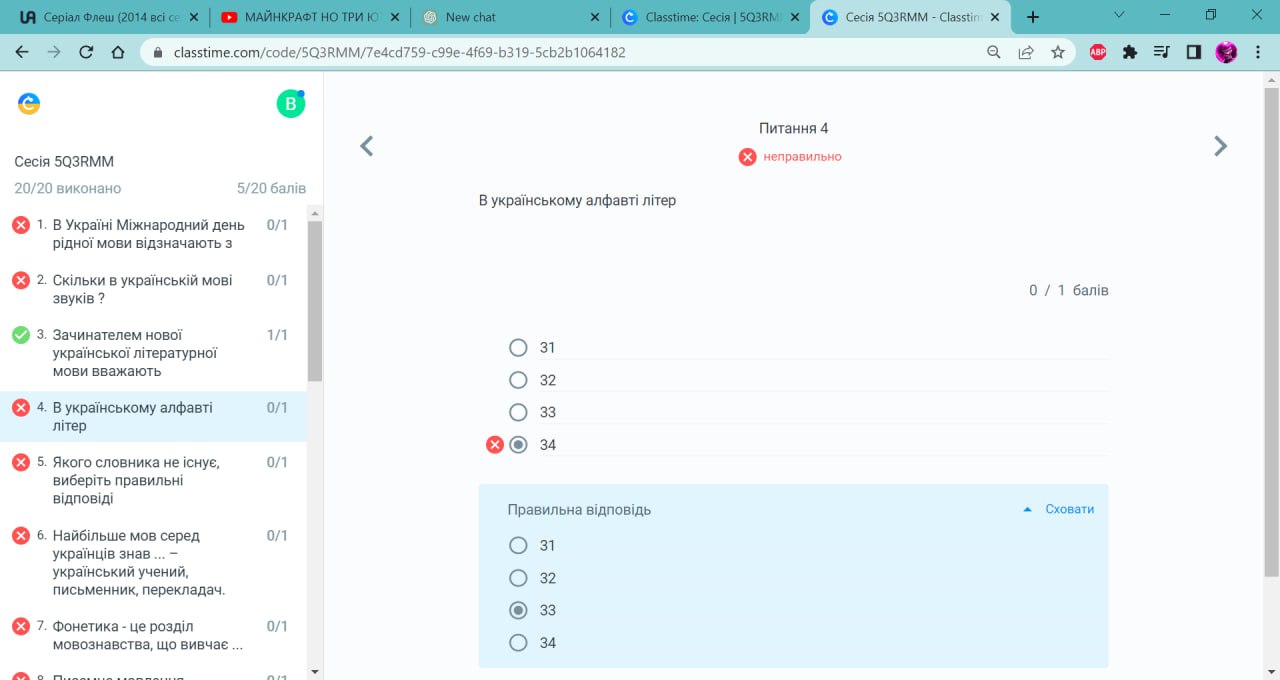 Серіал Флеш (2014 всі се
МАЙНКРАФТ НО ТРИ Ю
New chat
Classtime: Сесія | 5Q3RM
Сесія 5Q3RMM - Classtim
classtime.com/code/5Q3RMM/7e4cd759-c99e-4f69-b319-5cb2b1064182
ABP
B
Сесія 5Q3RMM
20/20 виконано 5/20 балів
1. В Україні Міжнародний день 0/1
рідної мови відзначають з
2. Скільки в українській мові 0/1
звуків ?
3. Зачинателем нової 1/1
української літературної
мови вважають
4. В українському алфавті 0/1
літер
5. Якого словника не існує, 0/1
виберіть правильні
відповіді
6. Найбільше мов серед 0/1
українців знав ... –
український учений,
письменник, перекладач.
7. Фонетика - це розділ 0/1
мовознавства, що вивчає ...
8. Писемне мовлення 0/1
Питання 4
неправильно
В українському алфавті літер
0 / 1 балів
31
32
33
34
Правильна відповідь Сховати
31
32
33
34